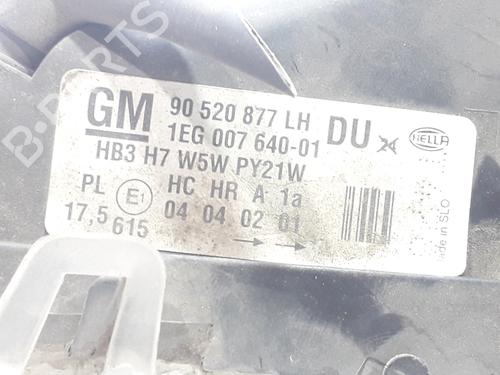 GM 90 520 877 LH
1EG 007 640-01 DU
HELLA
HB3 H7 W5W PY21W
PL E1 HC HR A 1a
17,5 615 04 04 02 01
Made in SLO
B-PARTS